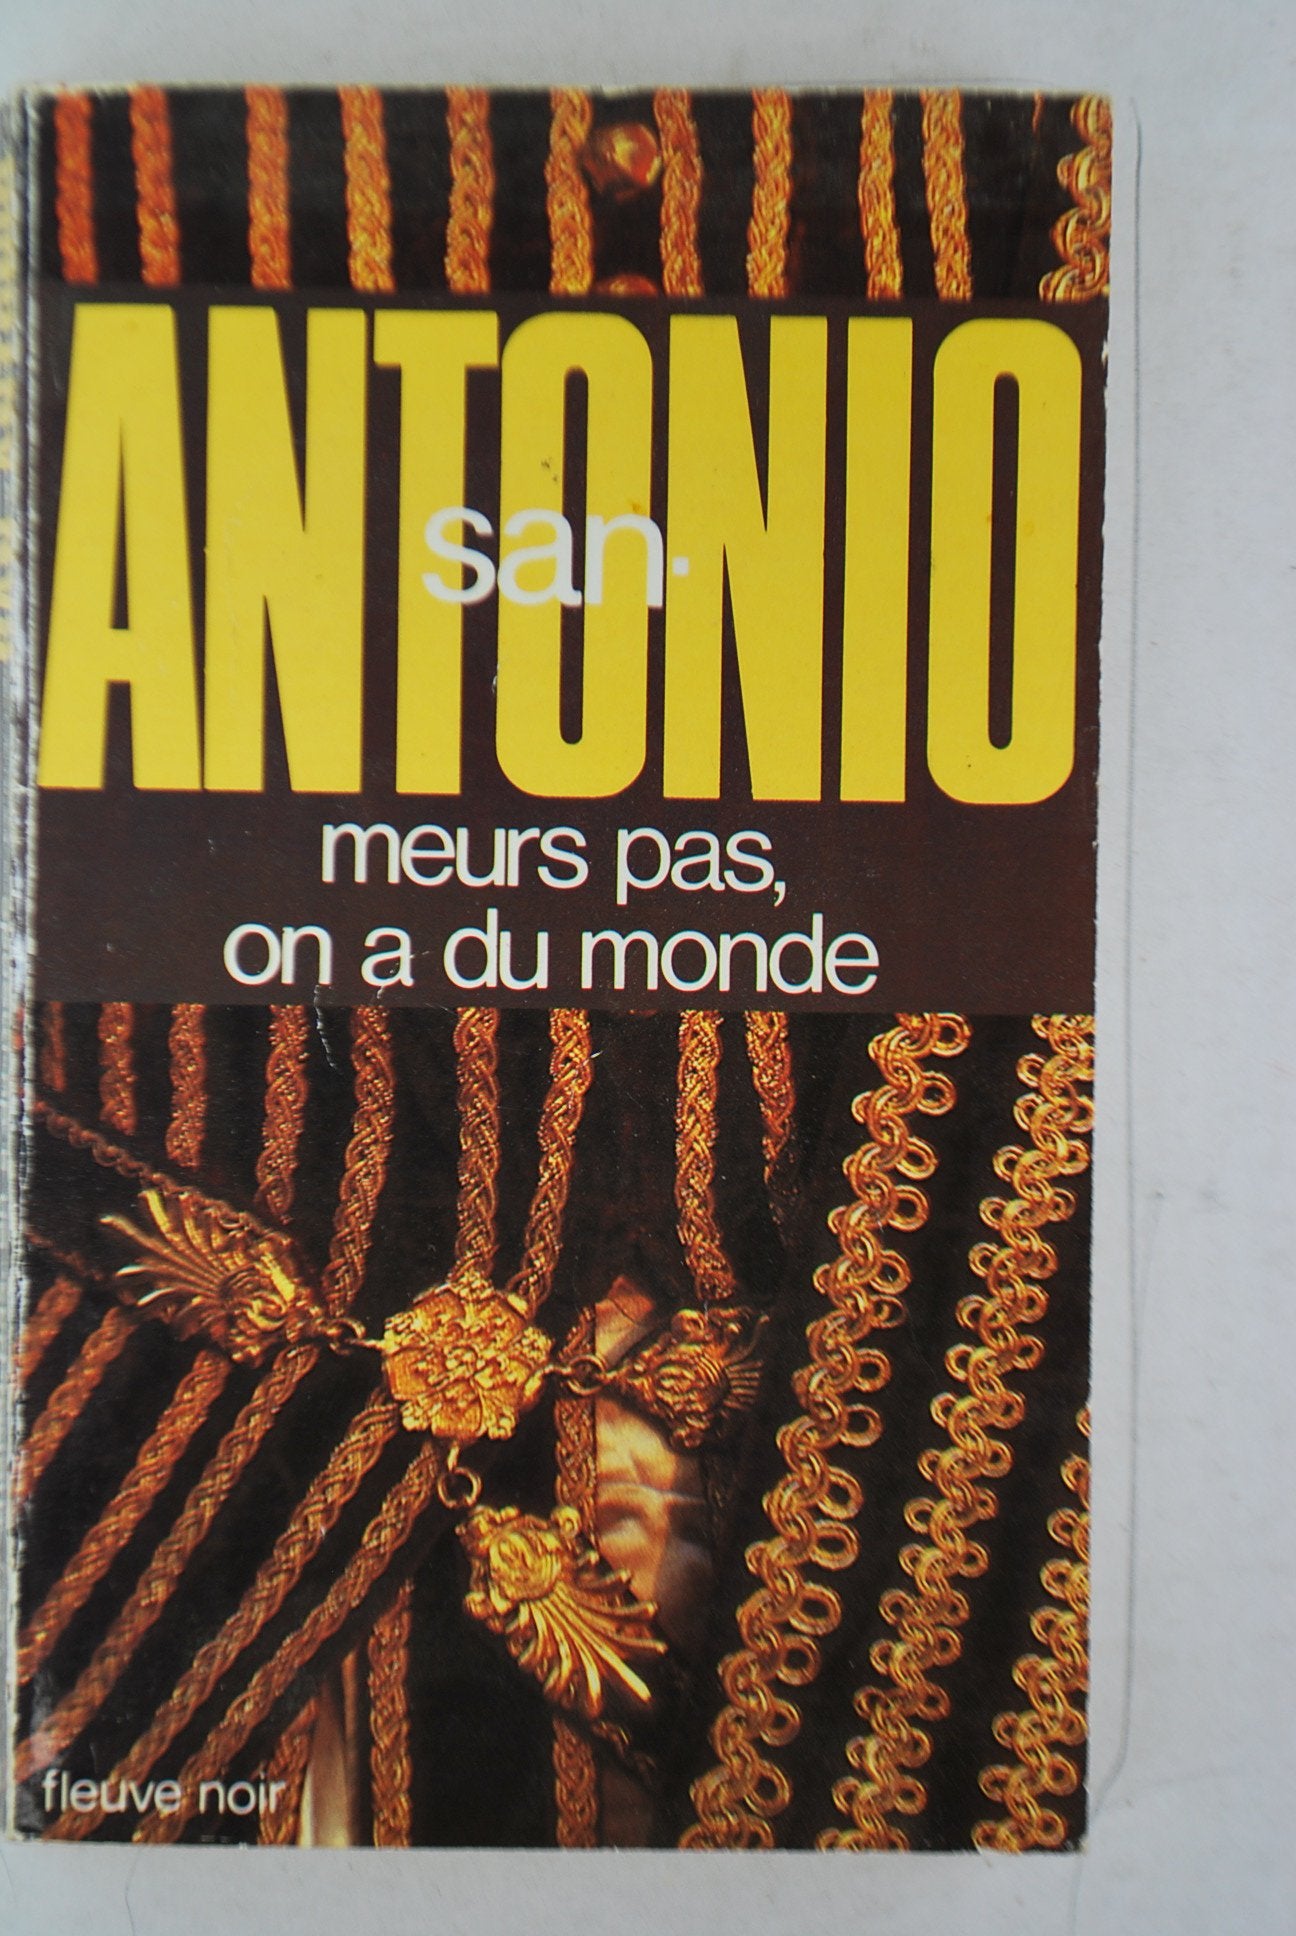 san-
ANTONIO
meurs pas,
on a du monde
fleuve noir